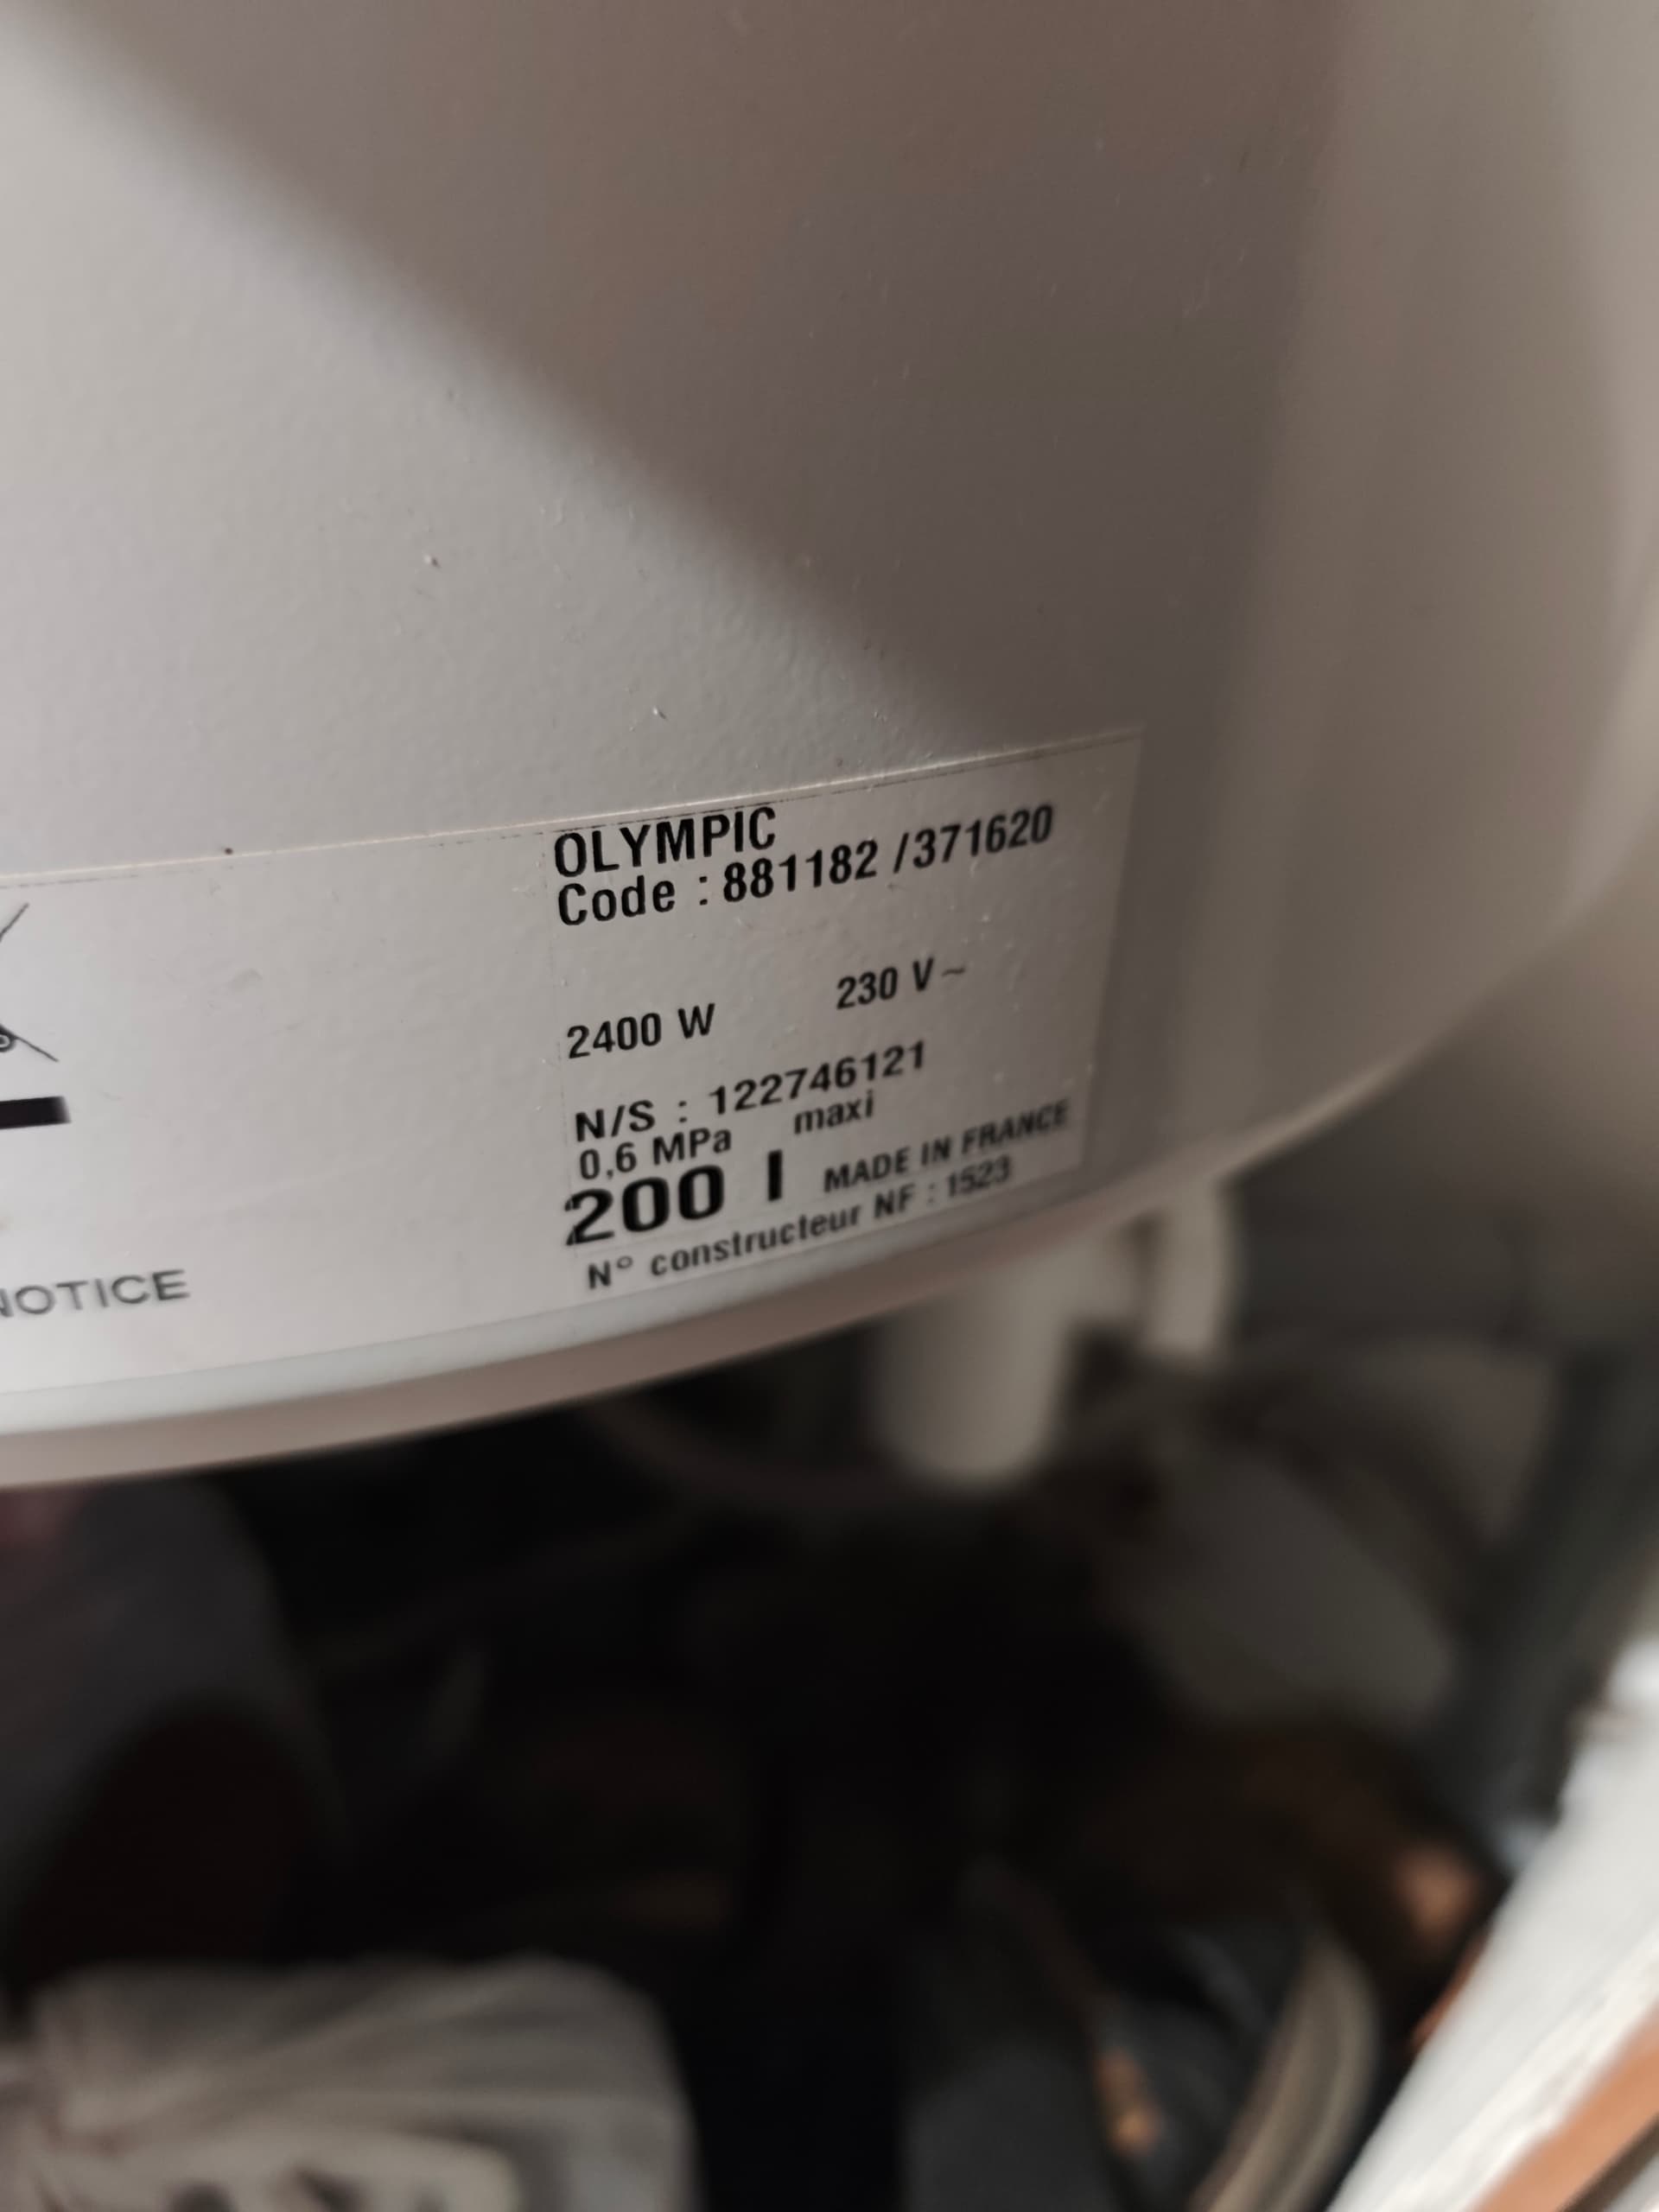 OLYMPIC
Code : 881182 /371620
2400 W 230 V~
N/S : 122746121
0,6 MPa maxi
200 l MADE IN FRANCE
N° constructeur NF : 1523
NOTICE